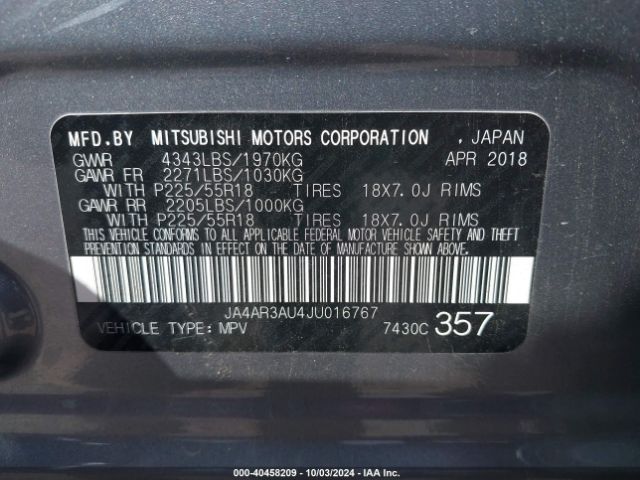 MFD.BY MITSUBISHI MOTORS CORPORATION , JAPAN
GVWR 4343LBS/1970KG APR 2018
GAWR FR 2271LBS/1030KG
WITH P225/55R18 TIRES 18X7.0J RIMS
GAWR RR 2205LBS/1000KG
WITH P225/55R18 TIRES 18X7.0J RIMS
THIS VEHICLE CONFORMS TO ALL APPLICABLE FEDERAL MOTOR VEHICLE SAFETY AND THEFT
PREVENTION STANDARDS IN EFFECT ON THE DATE OF MANUFACTURE SHOWN ABOVE.
JA4AR3AU4JU016767
VEHICLE TYPE: MPV 7430C 357
000-40458209 - 10/03/2024 - IAA Inc.